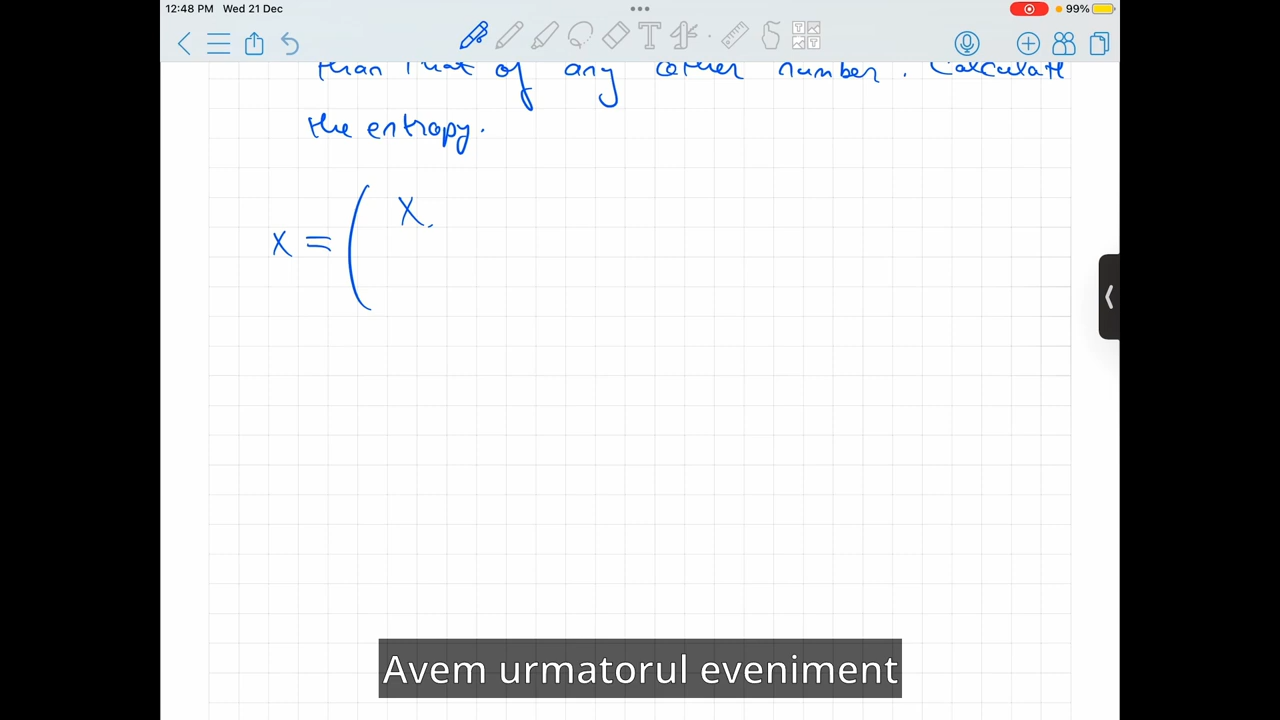 12:48 PM Wed 21 Dec
99%
than that of any other number. Calculate
the entropy.
x = ( x
Avem urmatorul eveniment